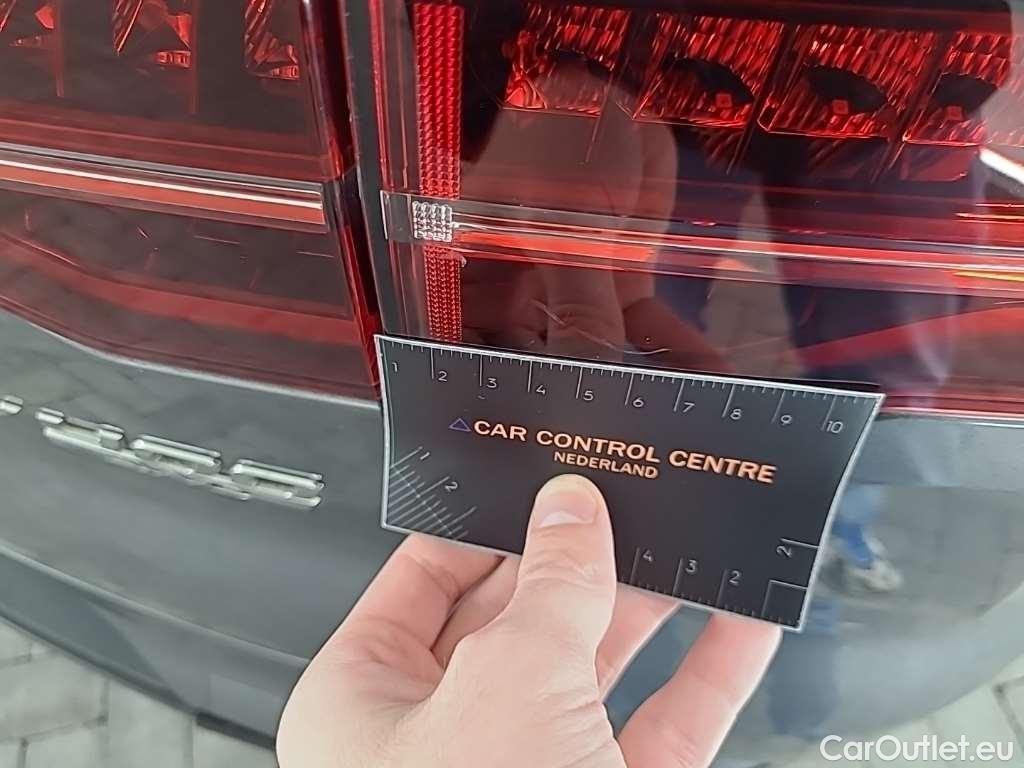 1 2 3 4 5 6 7 8 9 10
CAR CONTROL CENTRE
NEDERLAND
1
2
4 3 2
2
CarOutlet.eu